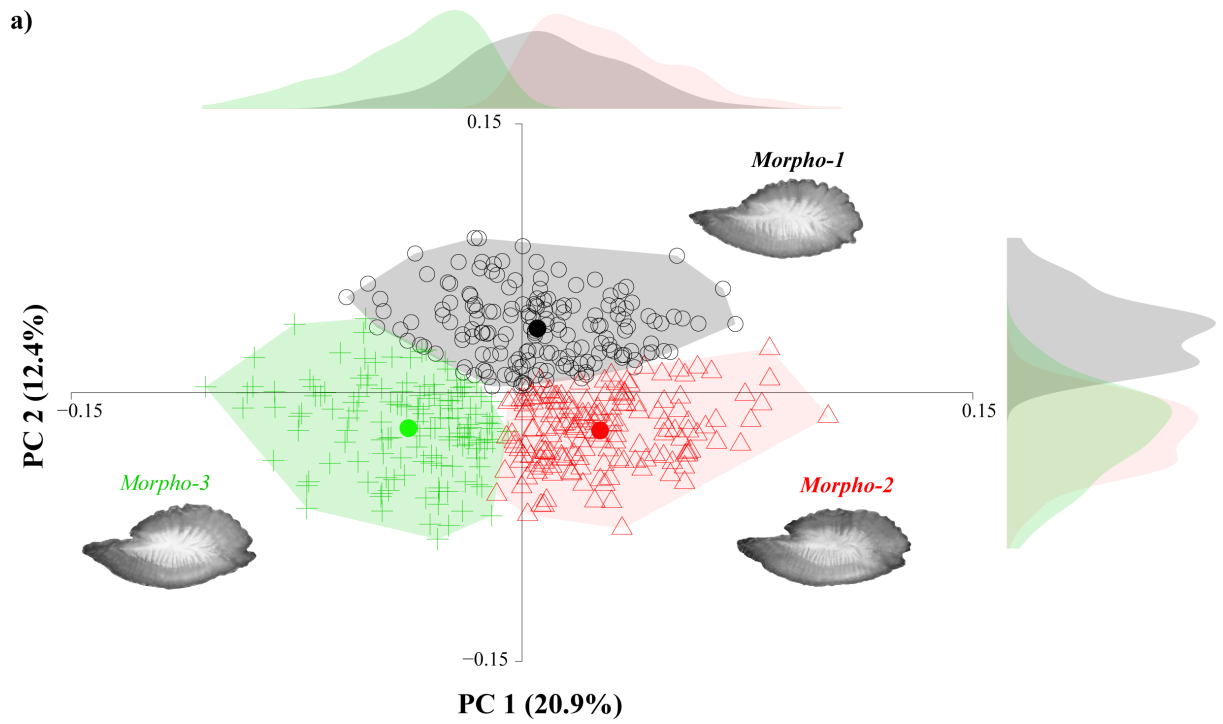 a)
0.15
Morpho-1
PC 2 (12.4%)
−0.15
0.15
Morpho-3
Morpho-2
−0.15
PC 1 (20.9%)